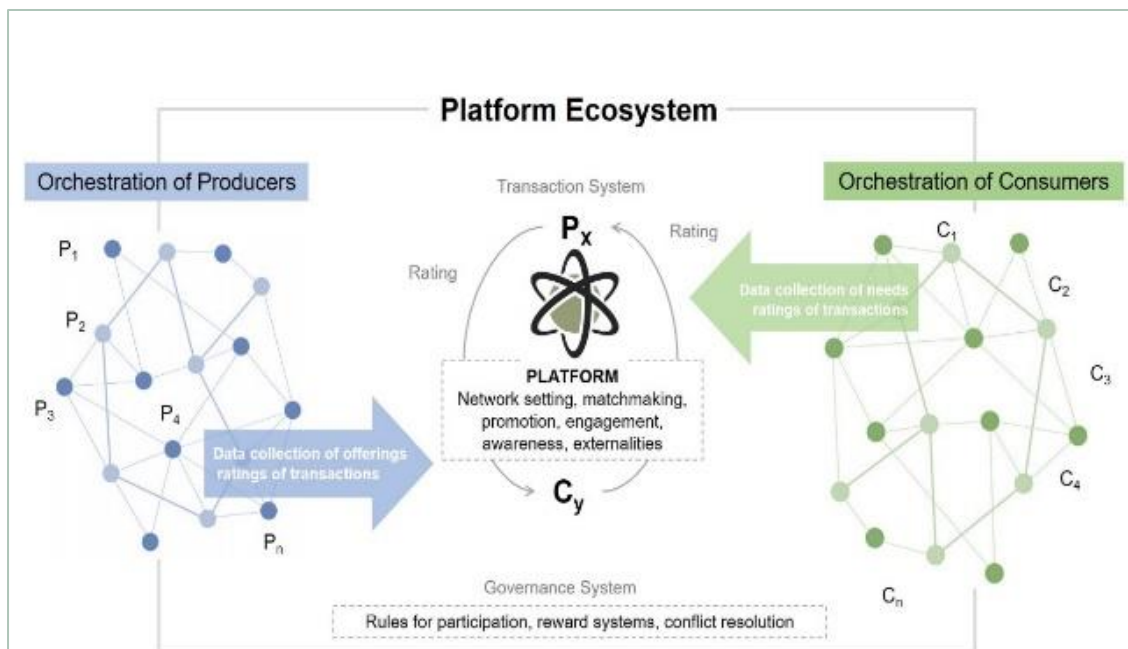 Platform Ecosystem
Orchestration of Producers
Orchestration of Consumers
Transaction System
P₁
P₂
P₃
P₄
Pₙ
Data collection of offerings
ratings of transactions
Pₓ
Rating
Rating
PLATFORM
Network setting, matchmaking,
promotion, engagement,
awareness, externalities
C_y
Data collection of needs
ratings of transactions
C₁
C₂
C₃
C₄
Cₙ
Governance System
Rules for participation, reward systems, conflict resolution